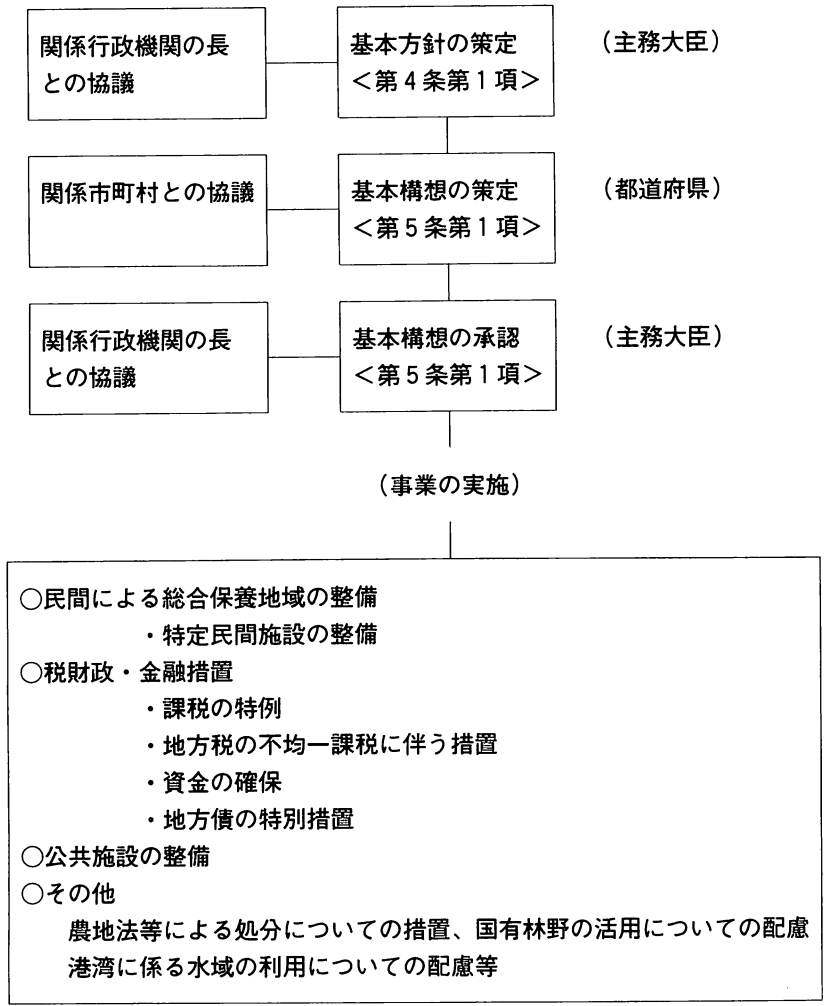 関係行政機関の長
との協議
基本方針の策定
＜第4条第1項＞
（主務大臣）
関係市町村との協議
基本構想の策定
＜第5条第1項＞
（都道府県）
関係行政機関の長
との協議
基本構想の承認
＜第5条第1項＞
（主務大臣）
（事業の実施）
○民間による総合保養地域の整備
・特定民間施設の整備
○税財政・金融措置
・課税の特例
・地方税の不均一課税に伴う措置
・資金の確保
・地方債の特別措置
○公共施設の整備
○その他
農地法等による処分についての措置、国有林野の活用についての配慮
港湾に係る水域の利用についての配慮等